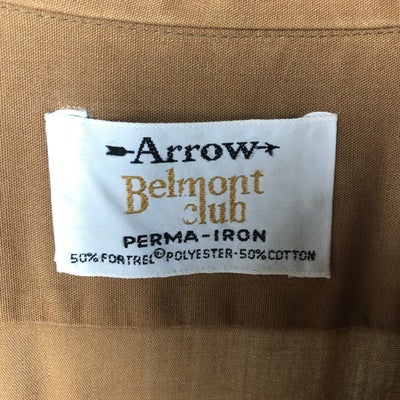 Arrow
Belmont
club
PERMA-IRON
50% FORTREL® POLYESTER-50% COTTON